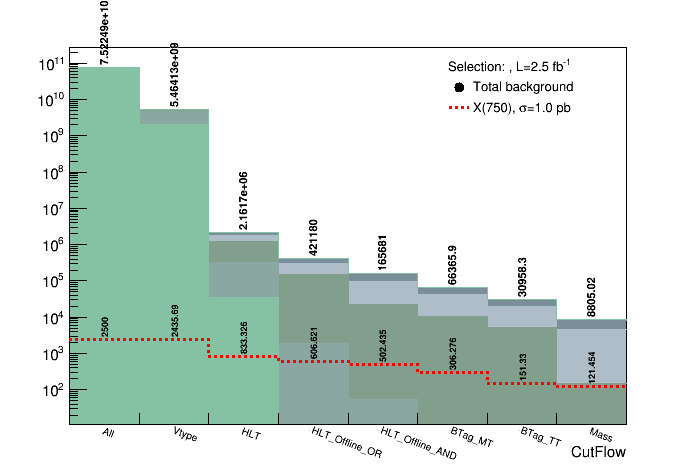 7.52249e+10
5.46413e+09
2.1617e+06
421180
165681
66365.9
30958.3
8805.02
Selection: , L=2.5 fb⁻¹
Total background
X(750), σ=1.0 pb
10¹¹
10¹⁰
10⁹
10⁸
10⁷
10⁶
10⁵
10⁴
10³
10²
2500
2435.69
833.326
606.621
502.435
306.276
151.33
121.454
All
Vtype
HLT
HLT_Offline_OR
HLT_Offline_AND
BTag_MT
BTag_TT
Mass
CutFlow